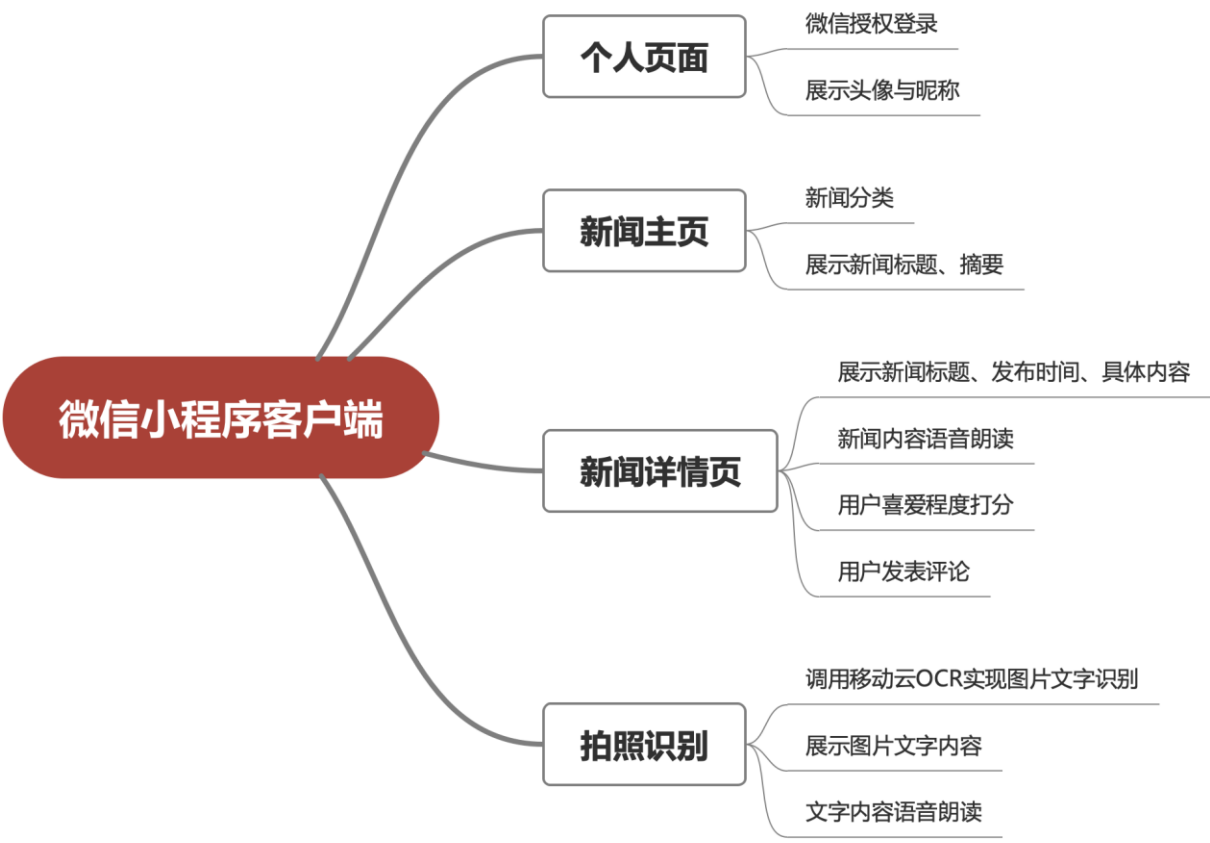 微信小程序客户端
个人页面
微信授权登录
展示头像与昵称
新闻主页
新闻分类
展示新闻标题、摘要
新闻详情页
展示新闻标题、发布时间、具体内容
新闻内容语音朗读
用户喜爱程度打分
用户发表评论
拍照识别
调用移动云OCR实现图片文字识别
展示图片文字内容
文字内容语音朗读